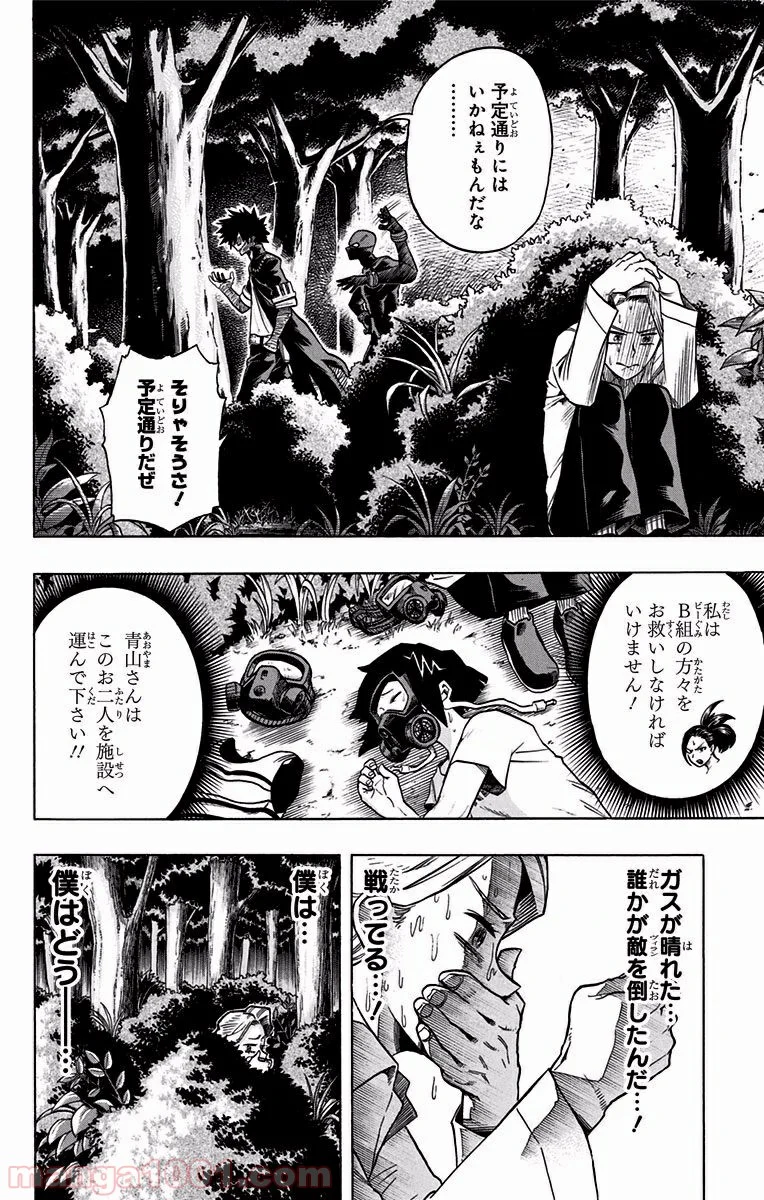 予定通りには
いかねぇもんだな
………
そりゃそうさ！
予定通りだぜ
私は
B組の方々を
お救いしなければ
いけません！
青山さんは
このお二人を施設へ
運んで下さい!!
ガスが晴れた…
誰かが敵を倒したんだ…！
戦ってる…！
僕は…
僕はどう――…
manga1001.com